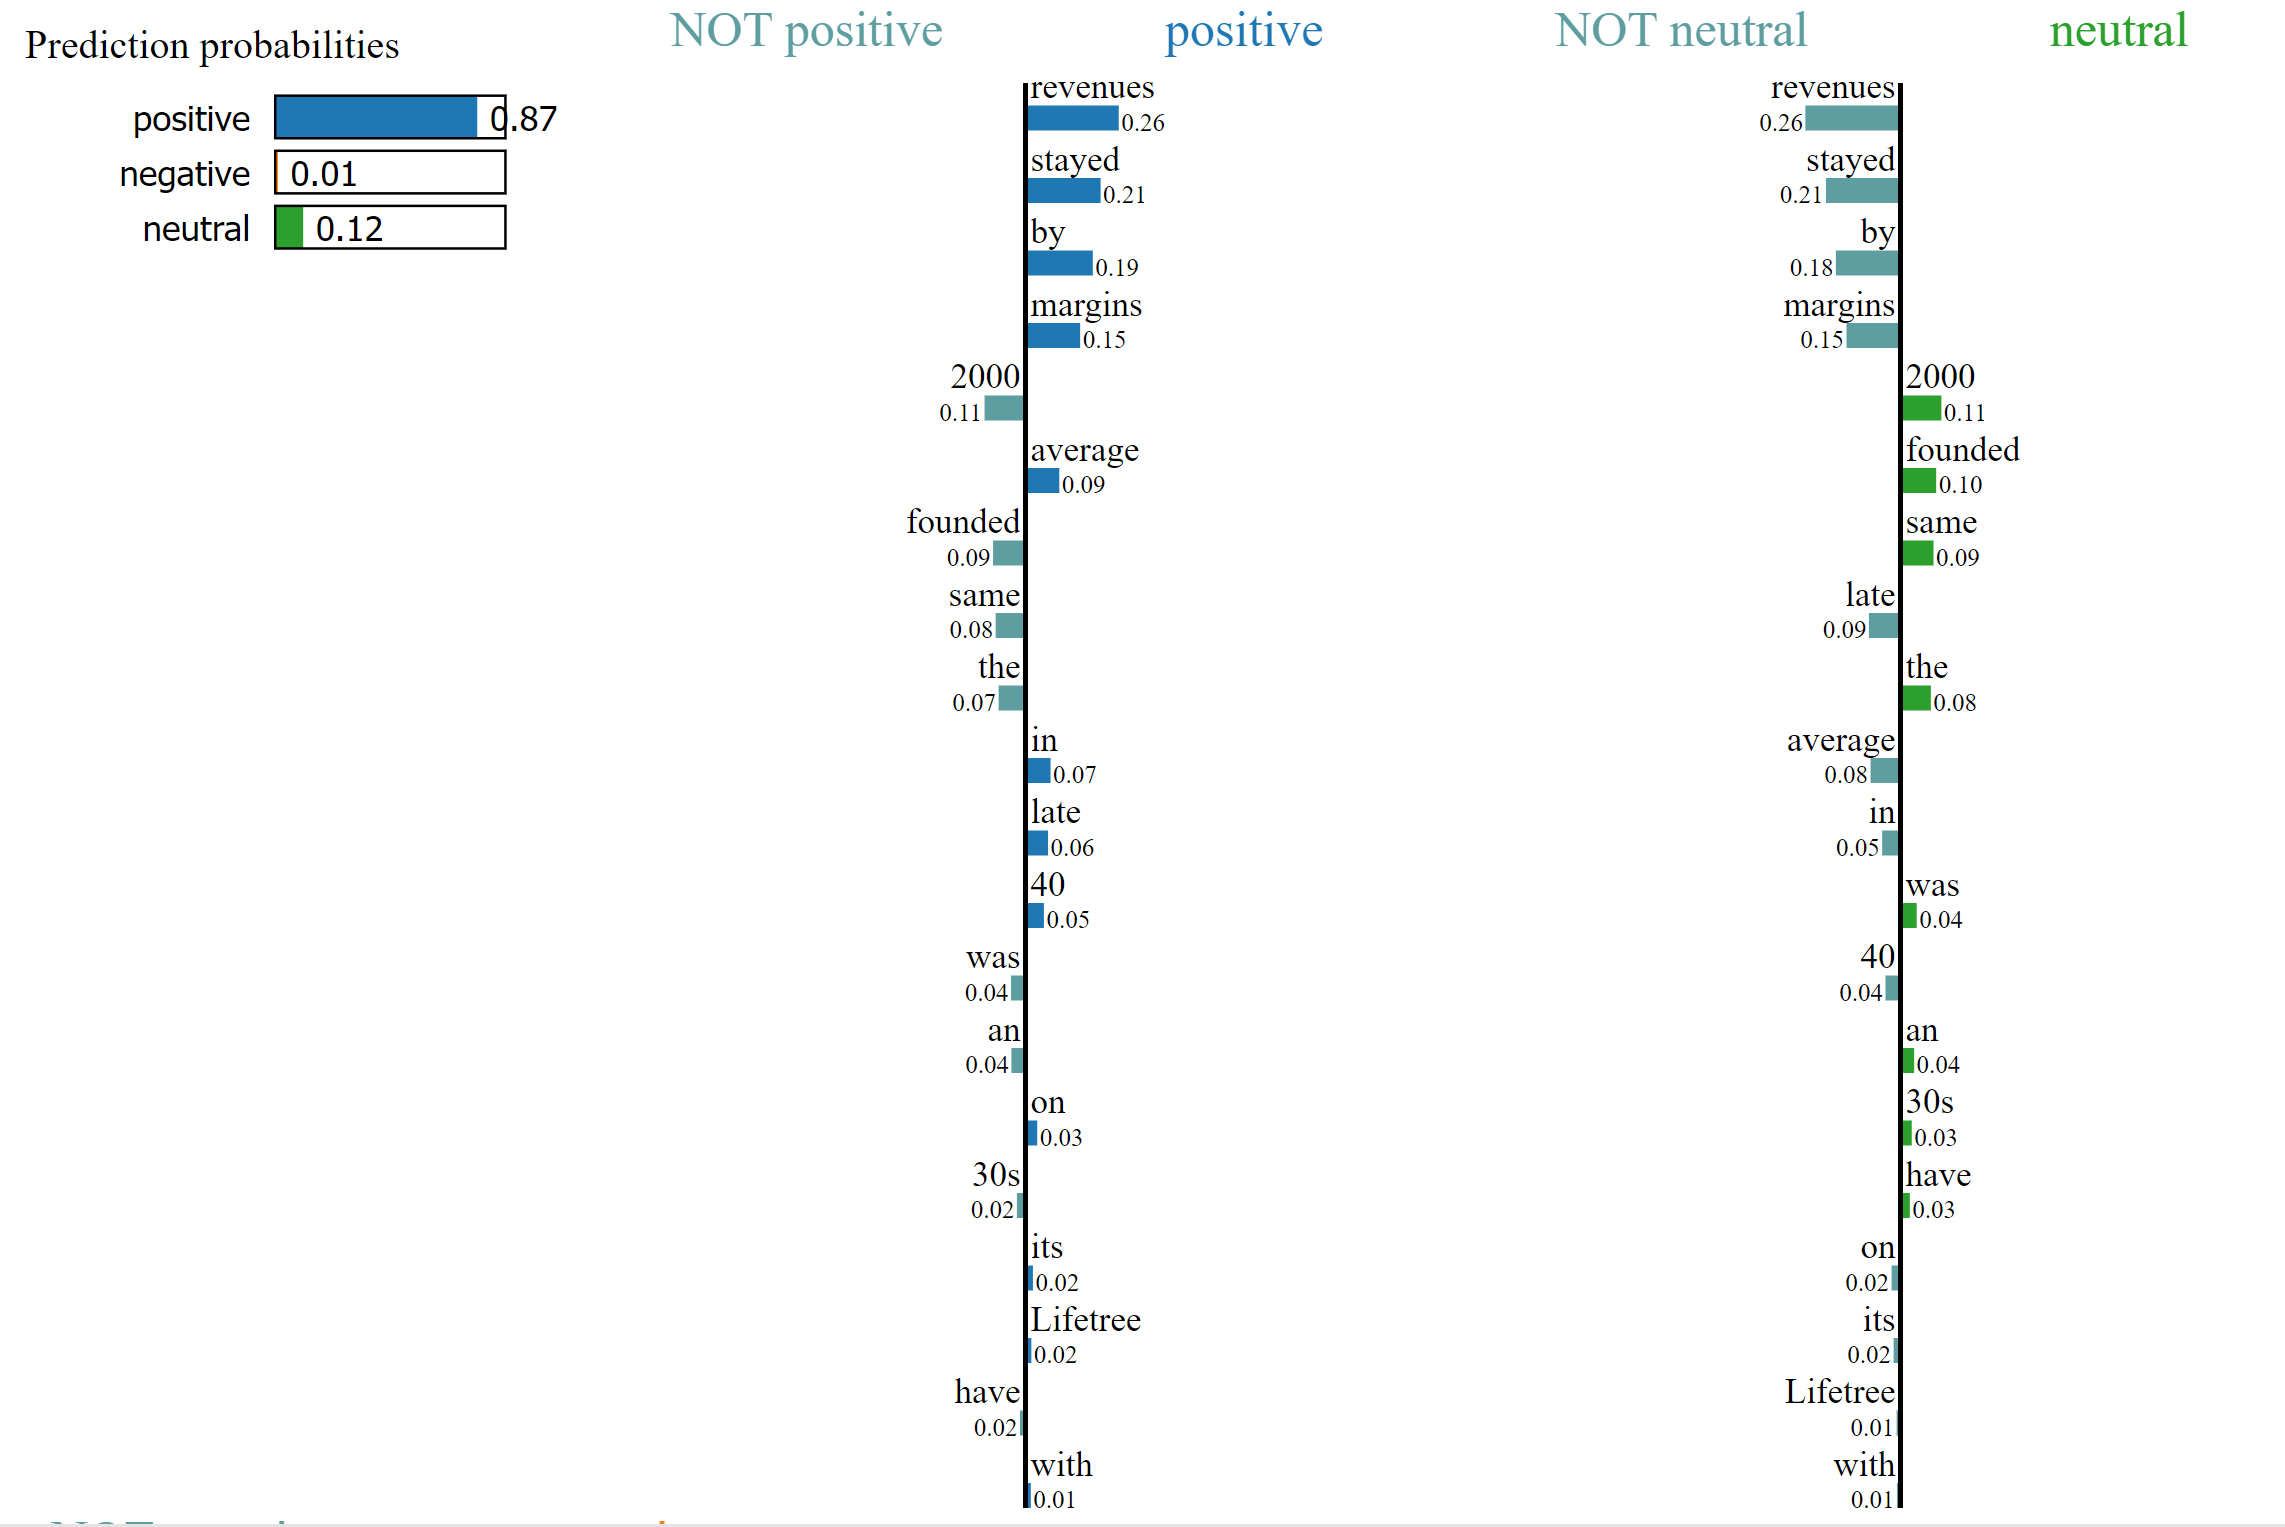 Prediction probabilities
positive 0.87
negative 0.01
neutral 0.12
NOT positive positive
revenues
0.26
stayed
0.21
by
0.19
margins
0.15
2000
0.11
average
0.09
founded
0.09
same
0.08
the
0.07
in
0.07
late
0.06
40
0.05
was
0.04
an
0.04
on
0.03
30s
0.02
its
0.02
Lifetree
0.02
have
0.02
with
0.01
NOT neutral neutral
revenues
0.26
stayed
0.21
by
0.18
margins
0.15
2000
0.11
founded
0.10
same
0.09
late
0.09
the
0.08
average
0.08
in
0.05
was
0.04
40
0.04
an
0.04
30s
0.03
have
0.03
on
0.02
its
0.02
Lifetree
0.01
with
0.01